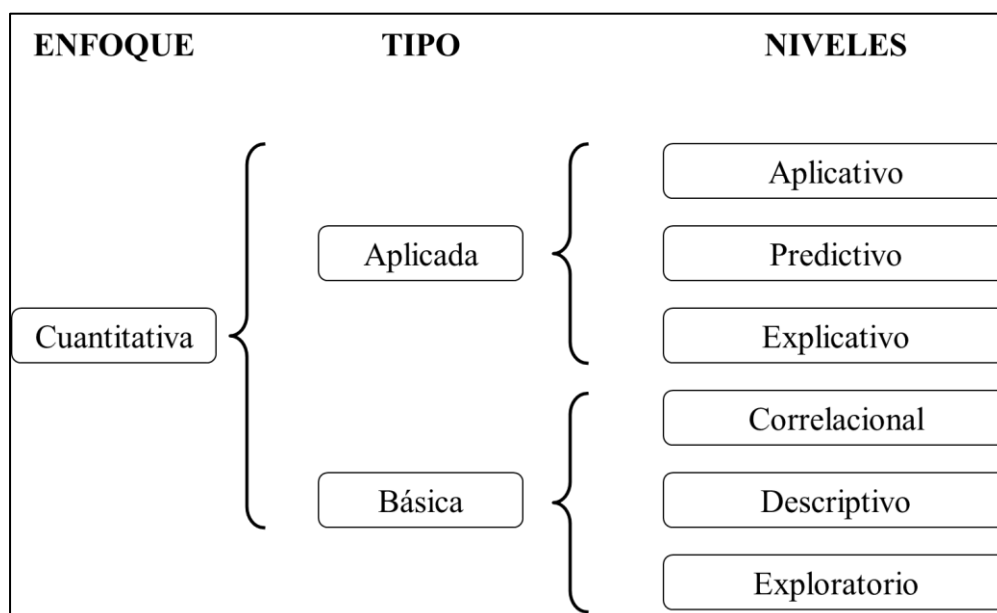 ENFOQUE TIPO NIVELES
Aplicativo
Aplicada Predictivo
Cuantitativa Explicativo
Correlacional
Básica Descriptivo
Exploratorio